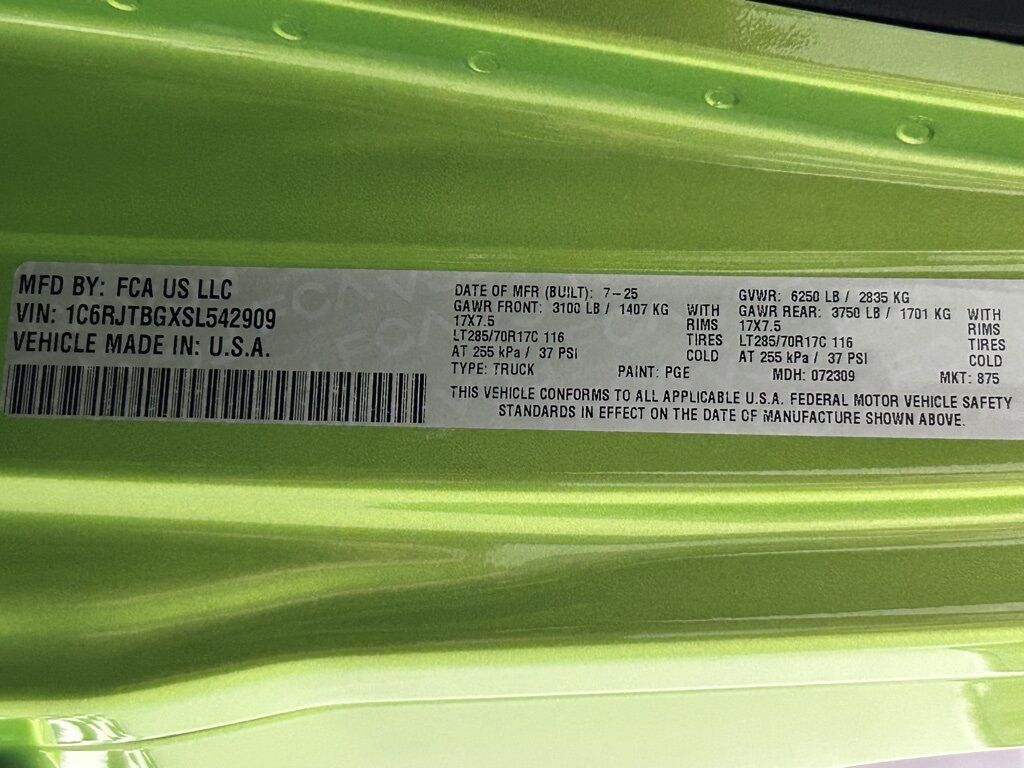 MFD BY: FCA US LLC
VIN: 1C6RJTBGXSL542909
VEHICLE MADE IN: U.S.A.
DATE OF MFR (BUILT): 7-25
GAWR FRONT: 3100 LB / 1407 KG WITH
17X7.5 RIMS
LT285/70R17C 116 TIRES
AT 255 kPa / 37 PSI COLD
TYPE: TRUCK PAINT: PGE
GVWR: 6250 LB / 2835 KG
GAWR REAR: 3750 LB / 1701 KG WITH
17X7.5 RIMS
LT285/70R17C 116 TIRES
AT 255 kPa / 37 PSI COLD
MDH: 072309 MKT: 875
THIS VEHICLE CONFORMS TO ALL APPLICABLE U.S.A. FEDERAL MOTOR VEHICLE SAFETY
STANDARDS IN EFFECT ON THE DATE OF MANUFACTURE SHOWN ABOVE.